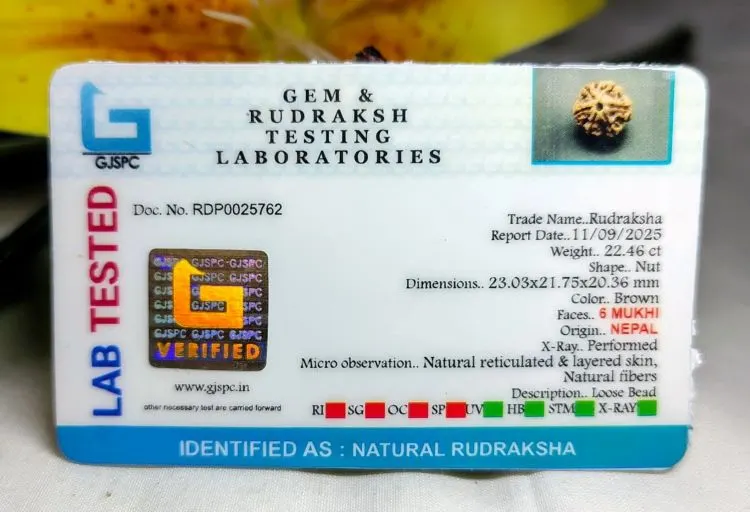 GJSPC
GEM &
RUDRAKSH
TESTING
LABORATORIES
LAB TESTED
Doc. No. RDP0025762
Trade Name..Rudraksha
Report Date..11/09/2025
Weight.. 22.46 ct
Shape.. Nut
Dimensions.. 23.03x21.75x20.36 mm
Color.. Brown
Faces.. 6 MUKHI
Origin.. NEPAL
X-Ray.. Performed
Micro observation.. Natural reticulated & layered skin,
Natural fibers
Description.. Loose Bead
GJSPC GJSPC GJSPC
VERIFIED
www.gjspc.in
other necessary test are carried forward
RI SG OC SP UV HB STM X-RAY
IDENTIFIED AS : NATURAL RUDRAKSHA